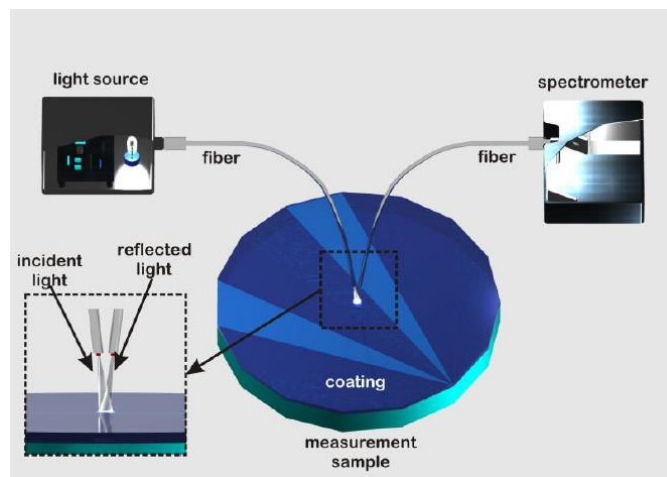 light source
spectrometer
fiber
fiber
incident
light
reflected
light
coating
measurement
sample